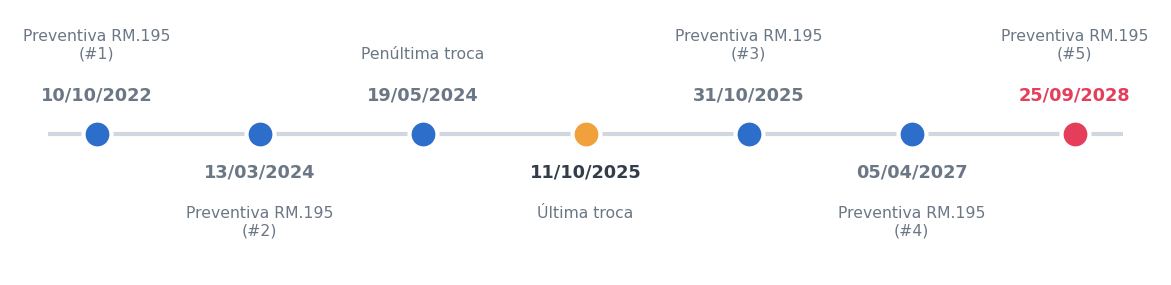 Preventiva RM.195
(#1)
10/10/2022
13/03/2024
Preventiva RM.195
(#2)
Penúltima troca
19/05/2024
11/10/2025
Última troca
Preventiva RM.195
(#3)
31/10/2025
05/04/2027
Preventiva RM.195
(#4)
Preventiva RM.195
(#5)
25/09/2028